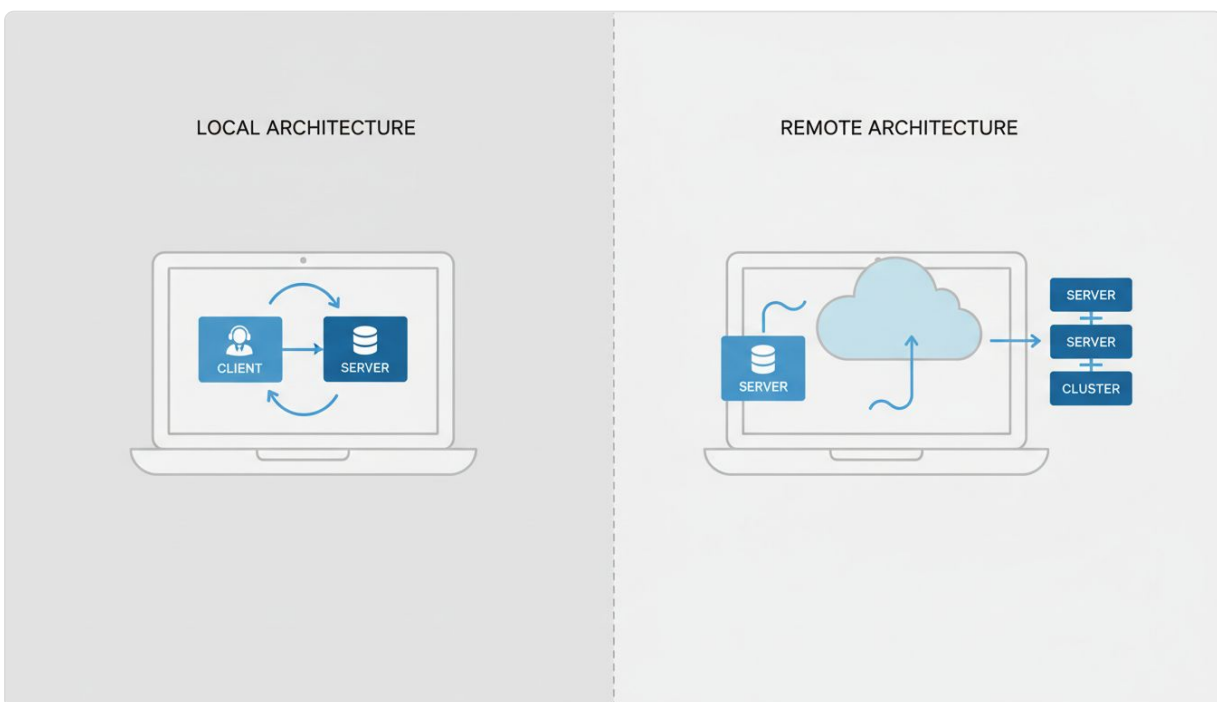 LOCAL ARCHITECTURE
CLIENT
SERVER
REMOTE ARCHITECTURE
SERVER
SERVER
SERVER
CLUSTER